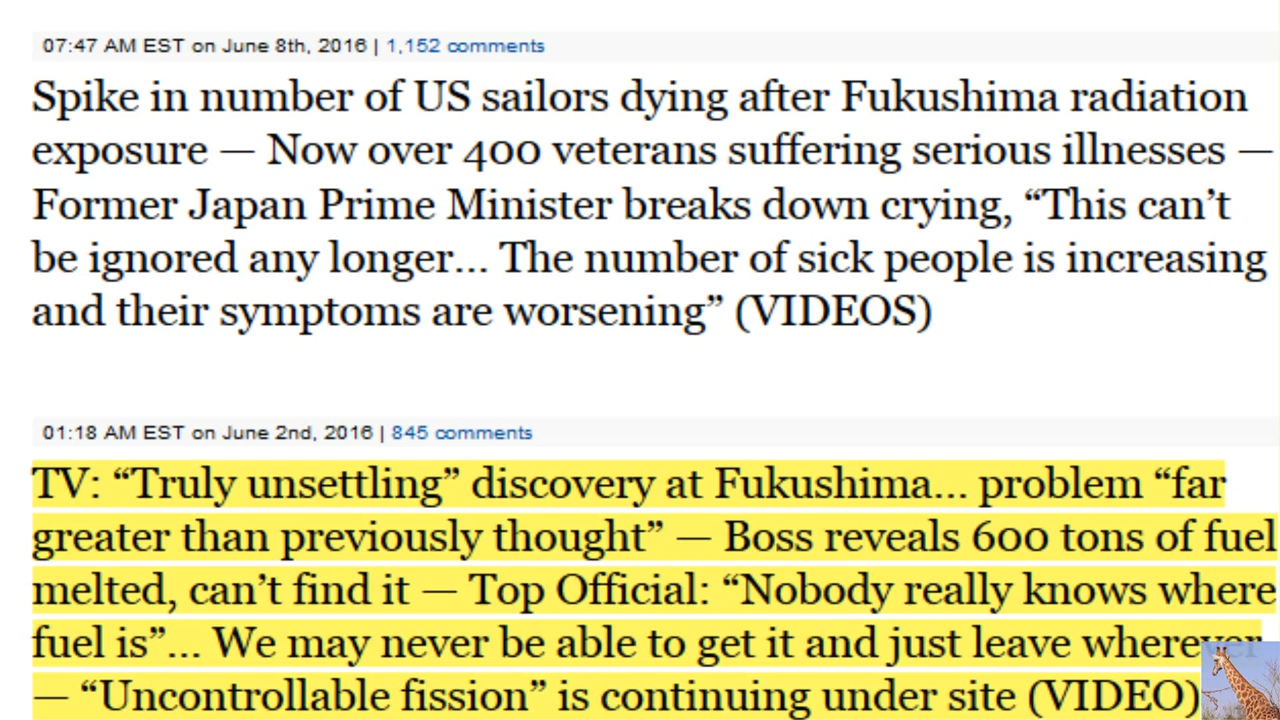 07:47 AM EST on June 8th, 2016 | 1,152 comments
Spike in number of US sailors dying after Fukushima radiation
exposure — Now over 400 veterans suffering serious illnesses —
Former Japan Prime Minister breaks down crying, “This can’t
be ignored any longer… The number of sick people is increasing
and their symptoms are worsening” (VIDEOS)
01:18 AM EST on June 2nd, 2016 | 845 comments
TV: “Truly unsettling” discovery at Fukushima… problem “far
greater than previously thought” — Boss reveals 600 tons of fuel
melted, can’t find it — Top Official: “Nobody really knows where
fuel is”… We may never be able to get it and just leave wherever
— “Uncontrollable fission” is continuing under site (VIDEO)